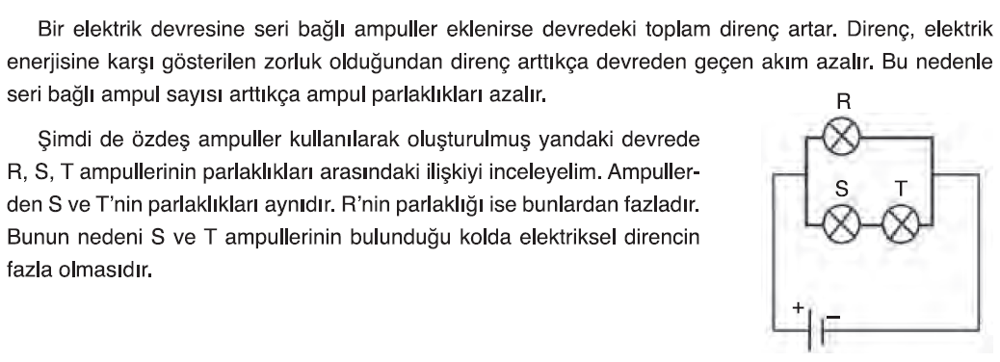 Bir elektrik devresine seri bağlı ampuller eklenirse devredeki toplam direnç artar. Direnç, elektrik
enerjisine karşı gösterilen zorluk olduğundan direnç arttıkça devreden geçen akım azalır. Bu nedenle
seri bağlı ampul sayısı arttıkça ampul parlaklıkları azalır.
Şimdi de özdeş ampuller kullanılarak oluşturulmuş yandaki devrede
R, S, T ampullerinin parlaklıkları arasındaki ilişkiyi inceleyelim. Ampuller-
den S ve T'nin parlaklıkları aynıdır. R'nin parlaklığı ise bunlardan fazladır.
Bunun nedeni S ve T ampullerinin bulunduğu kolda elektriksel direncin
fazla olmasıdır.
R
S T
+ –